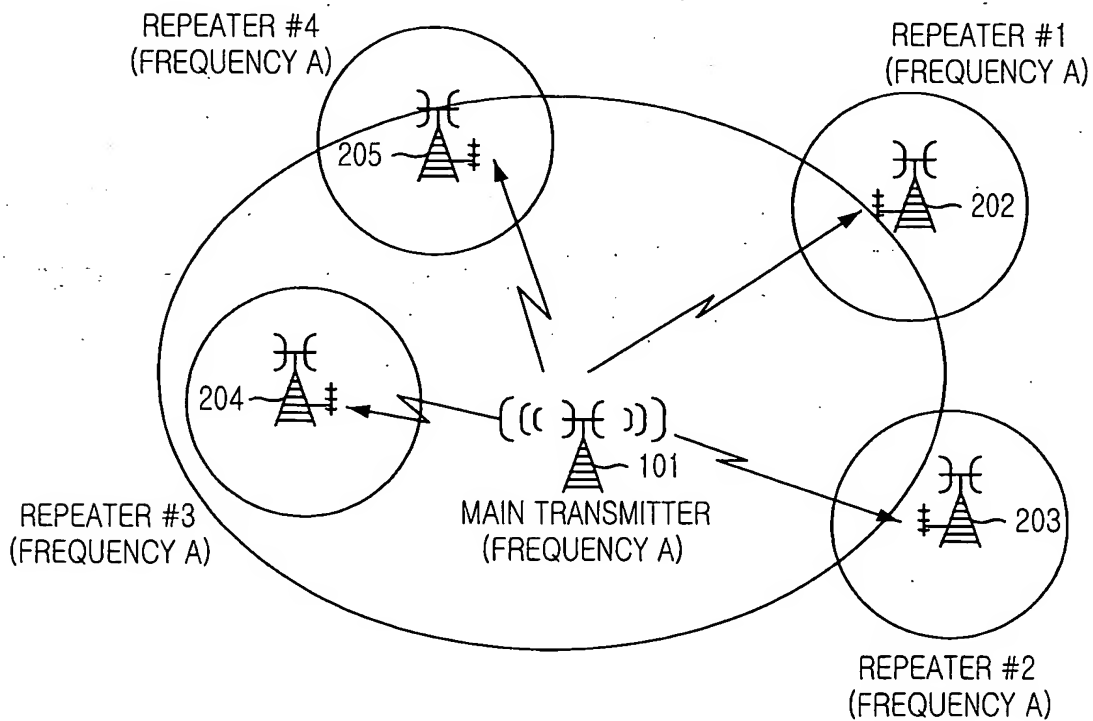 REPEATER #4
(FREQUENCY A)
REPEATER #1
(FREQUENCY A)
205
202
204
101
MAIN TRANSMITTER
(FREQUENCY A)
203
REPEATER #3
(FREQUENCY A)
REPEATER #2
(FREQUENCY A)